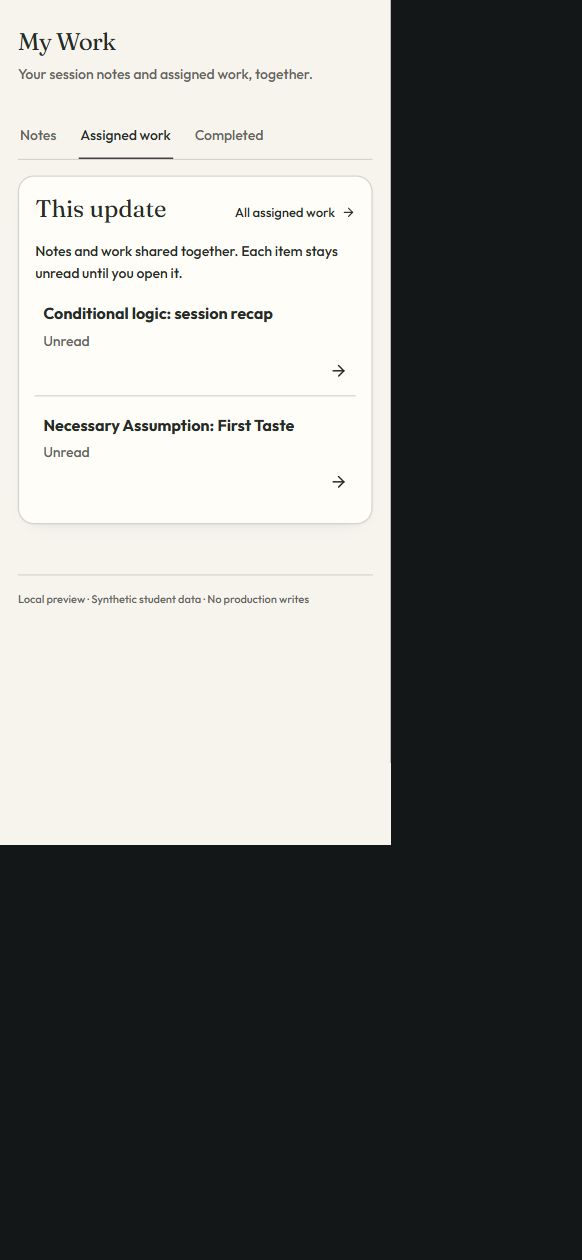 My Work
Your session notes and assigned work, together.
Notes Assigned work Completed
This update
All assigned work →
Notes and work shared together. Each item stays
unread until you open it.
Conditional logic: session recap
Unread
→
Necessary Assumption: First Taste
Unread
→
Local preview · Synthetic student data · No production writes